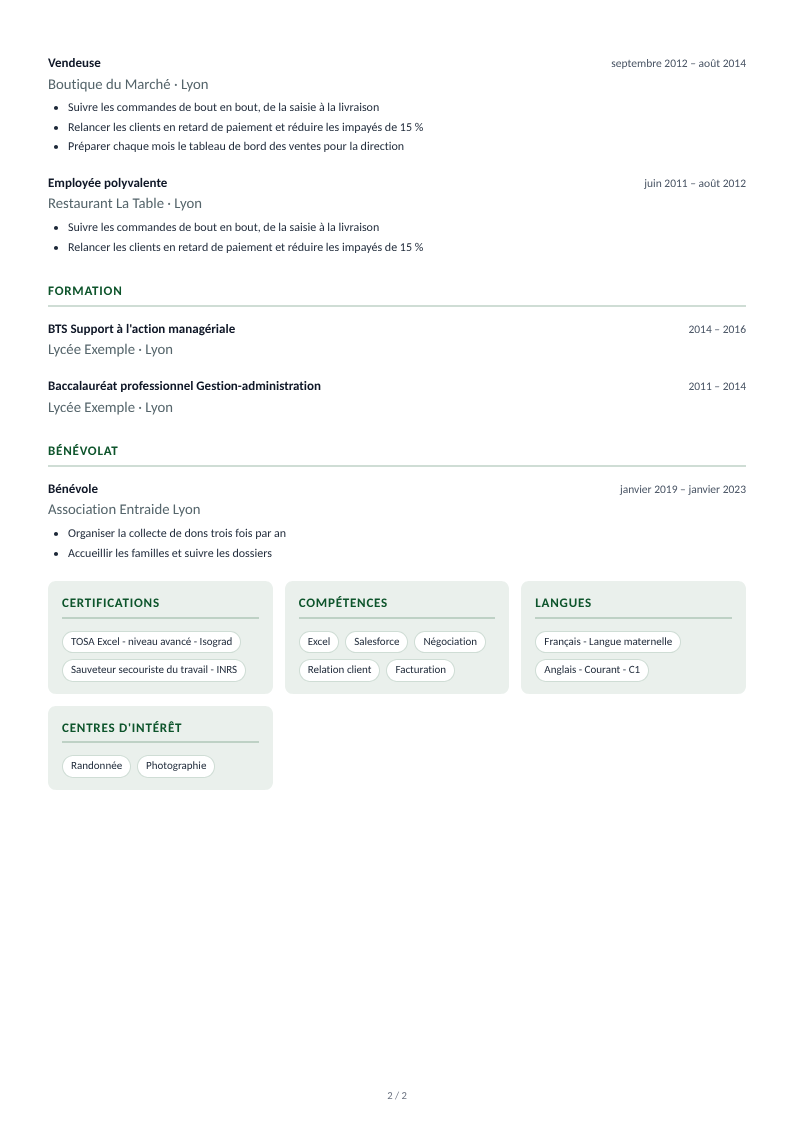 Vendeuse
septembre 2012 – août 2014
Boutique du Marché · Lyon
• Suivre les commandes de bout en bout, de la saisie à la livraison
• Relancer les clients en retard de paiement et réduire les impayés de 15 %
• Préparer chaque mois le tableau de bord des ventes pour la direction
Employée polyvalente
juin 2011 – août 2012
Restaurant La Table · Lyon
• Suivre les commandes de bout en bout, de la saisie à la livraison
• Relancer les clients en retard de paiement et réduire les impayés de 15 %
FORMATION
BTS Support à l'action managériale
2014 – 2016
Lycée Exemple · Lyon
Baccalauréat professionnel Gestion-administration
2011 – 2014
Lycée Exemple · Lyon
BÉNÉVOLAT
Bénévole
janvier 2019 – janvier 2023
Association Entraide Lyon
• Organiser la collecte de dons trois fois par an
• Accueillir les familles et suivre les dossiers
CERTIFICATIONS
TOSA Excel - niveau avancé - Isograd
Sauveteur secouriste du travail - INRS
COMPÉTENCES
Excel
Salesforce
Négociation
Relation client
Facturation
LANGUES
Français - Langue maternelle
Anglais - Courant - C1
CENTRES D'INTÉRÊT
Randonnée
Photographie
2 / 2